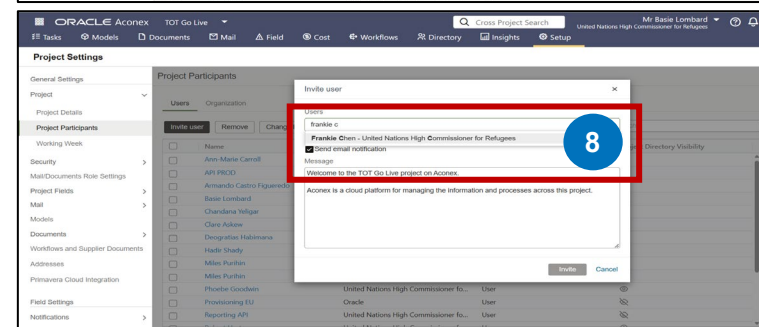 ORACLE Aconex TOT Go Live Cross Project Search Mr Basie Lombard
United Nations High Commissioner for Refugees
Tasks Models Documents Mail Field Cost Workflows Directory Insights Setup
Project Settings
General Settings
Project
Project Details
Project Participants
Working Week
Security
Mail/Documents Role Settings
Project Fields
Mail
Models
Documents
Workflows and Supplier Documents
Addresses
Primavera Cloud Integration
Field Settings
Notifications
Project Participants
Users Organization
Invite user Remove
Name Directory Visibility
Ann-Marie Carroll
API PROD
Armando Castro Figueredo
Basie Lombard
Chandana Yeligar
Clare Askew
Deogratias Habimana
Hade Shady
Miles Purihin
Miles Purihin
Phoebe Goodwin United Nations High Commissioner fo... User
Provisioning EU Oracle User
Reporting API United Nations High Commissioner fo... User
Invite user
Users
frankie c
Frankie Chen - United Nations High Commissioner for Refugees
Send email notification
Message
Welcome to the TOT Go Live project on Aconex.
Aconex is a cloud platform for managing the information and processes across this project.
Invite Cancel
8